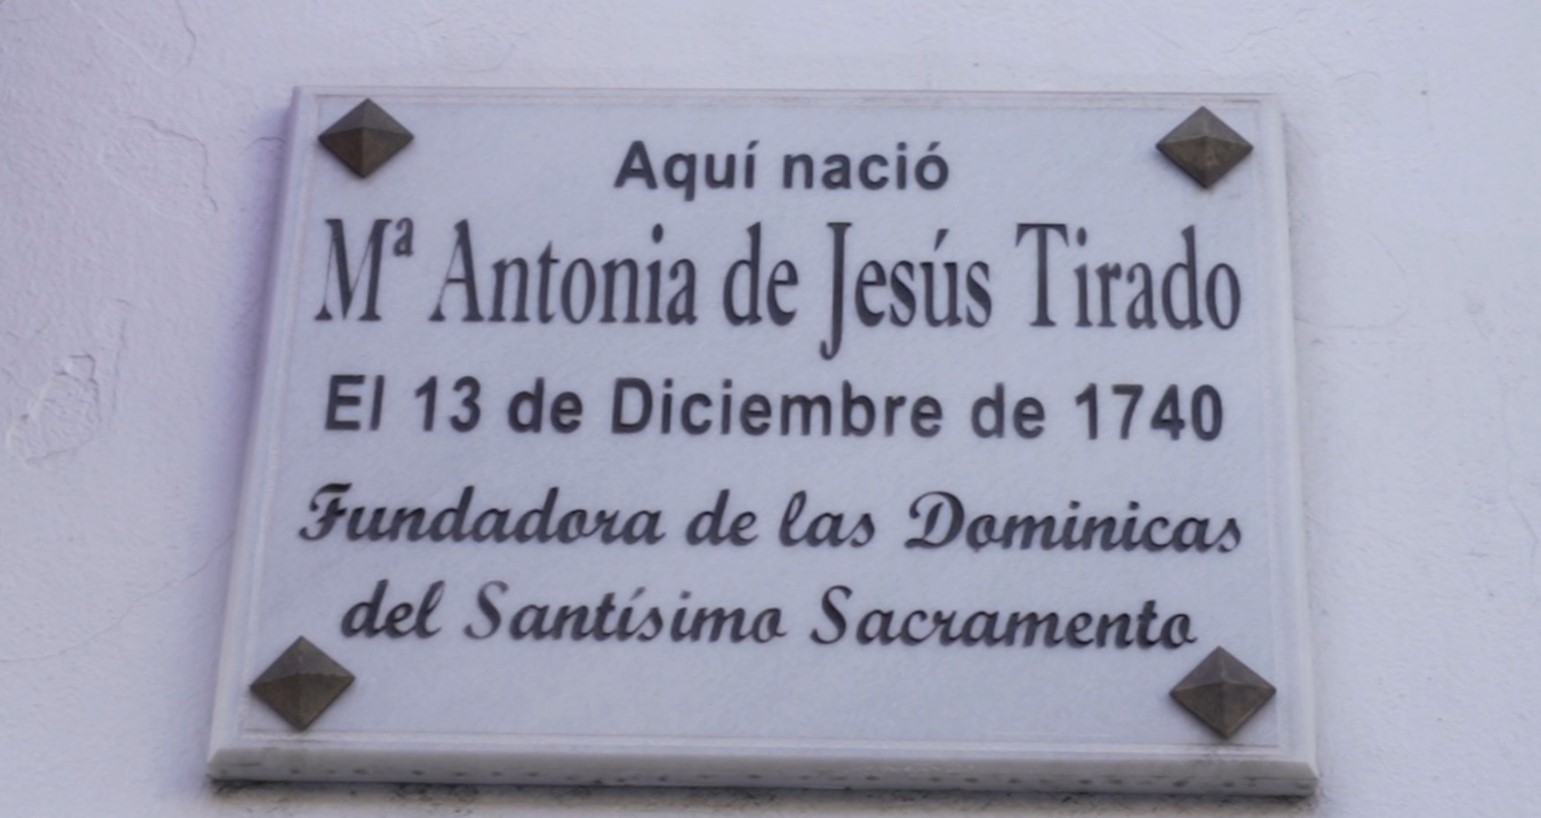 Aquí nació
Mª Antonia de Jesús Tirado
El 13 de Diciembre de 1740
Fundadora de las Dominicas
del Santísimo Sacramento